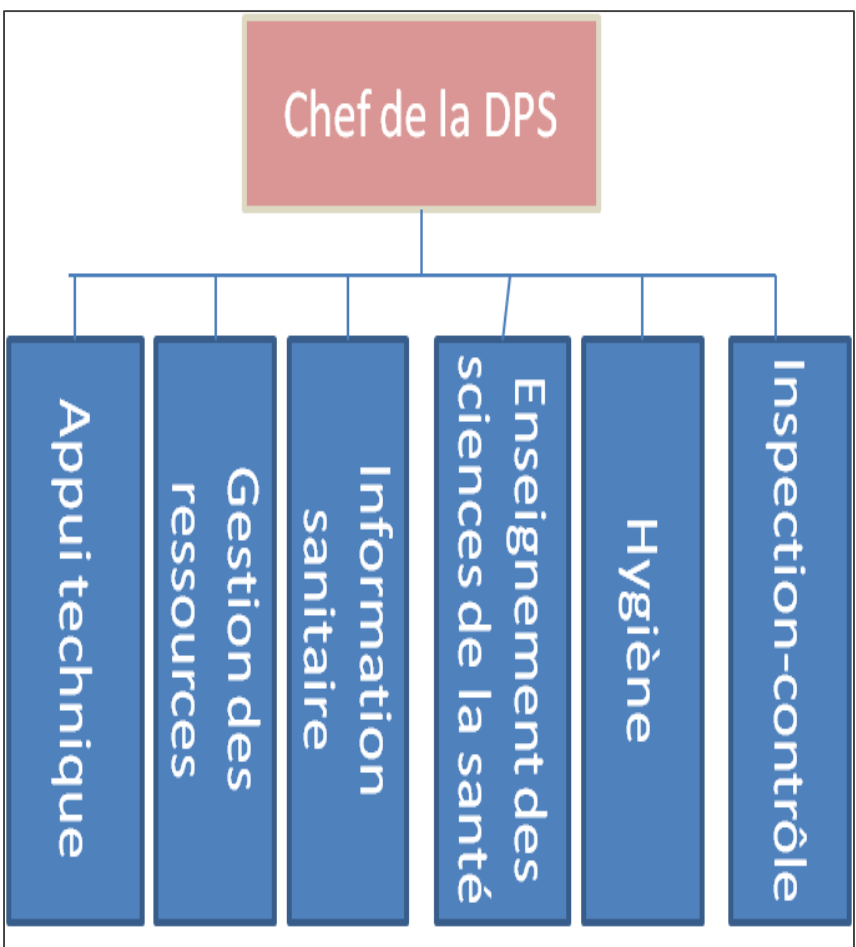 Chef de la DPS
Appui technique
Gestion des
ressources
Information
sanitaire
Enseignement des
sciences de la santé
Hygiène
Inspection-contrôle